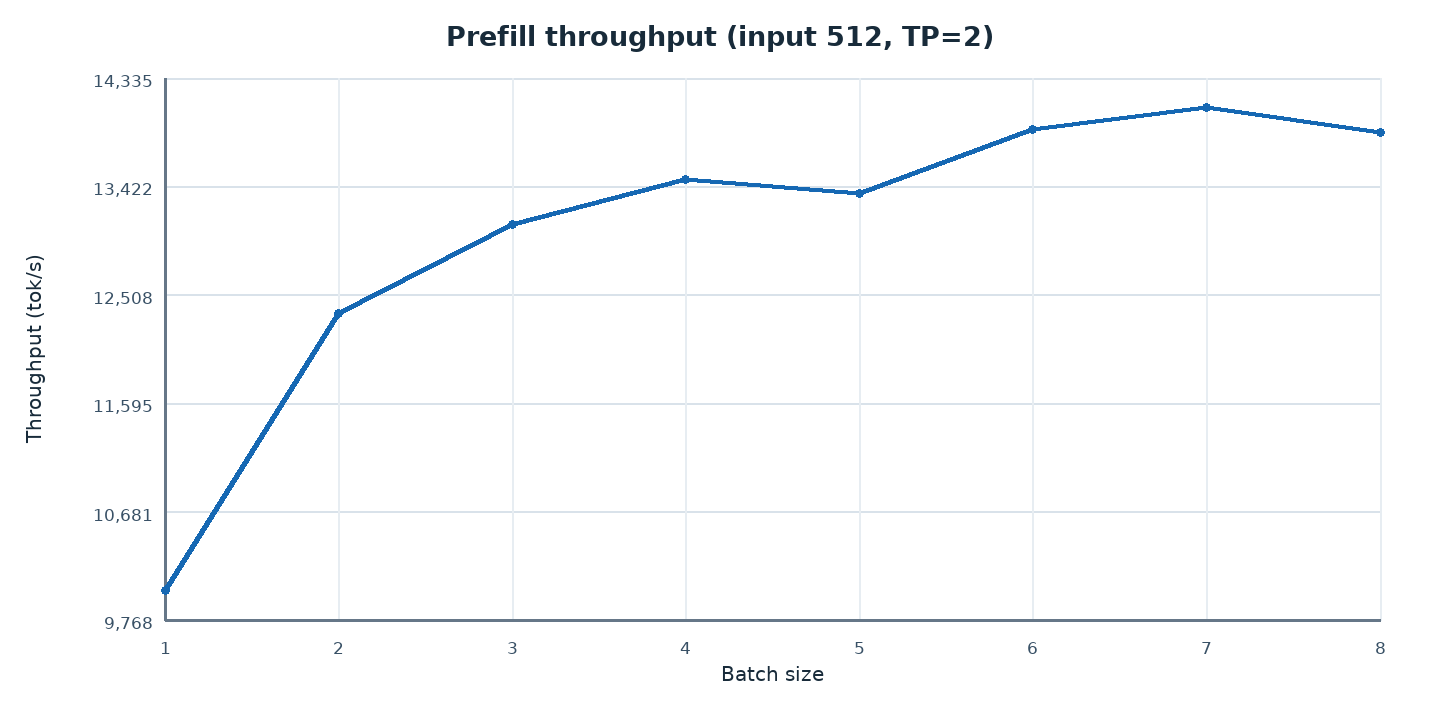 Prefill throughput (input 512, TP=2)
14,335
13,422
12,508
11,595
10,681
9,768
Throughput (tok/s)
1 2 3 4 5 6 7 8
Batch size